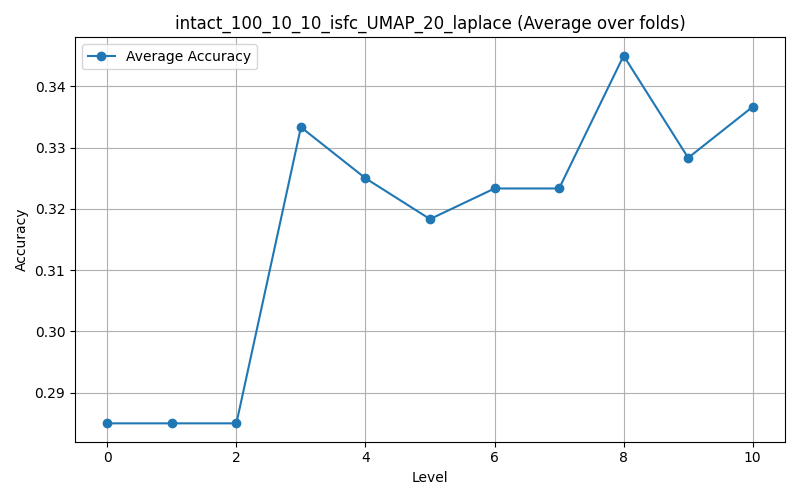 intact_100_10_10_isfc_UMAP_20_laplace (Average over folds)
Average Accuracy
0.34
0.33
0.32
0.31
0.30
0.29
Accuracy
0 2 4 6 8 10
Level